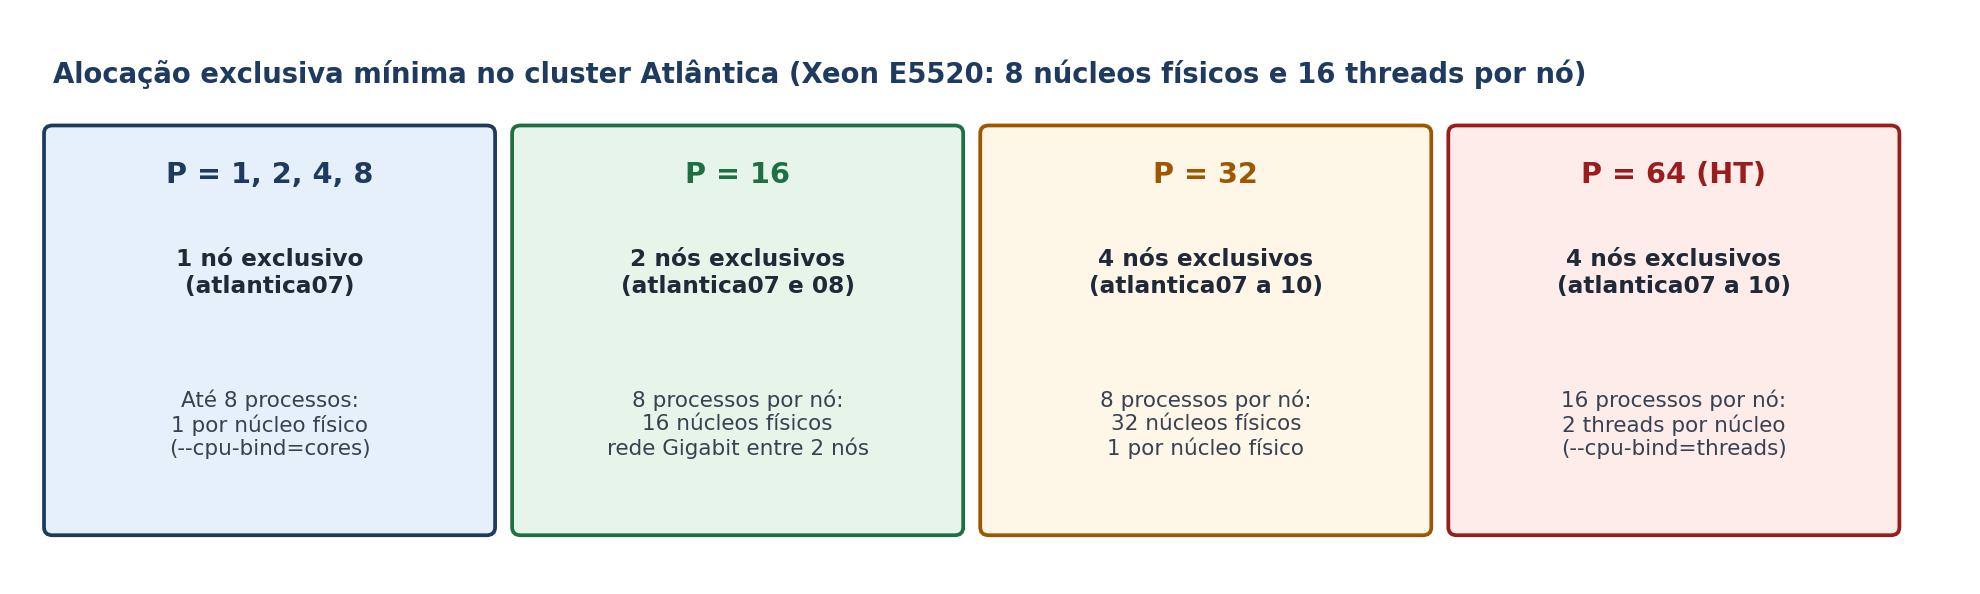 Alocação exclusiva mínima no cluster Atlântica (Xeon E5520: 8 núcleos físicos e 16 threads por nó)
P = 1, 2, 4, 8
1 nó exclusivo
(atlantica07)
Até 8 processos:
1 por núcleo físico
(--cpu-bind=cores)
P = 16
2 nós exclusivos
(atlantica07 e 08)
8 processos por nó:
16 núcleos físicos
rede Gigabit entre 2 nós
P = 32
4 nós exclusivos
(atlantica07 a 10)
8 processos por nó:
32 núcleos físicos
1 por núcleo físico
P = 64 (HT)
4 nós exclusivos
(atlantica07 a 10)
16 processos por nó:
2 threads por núcleo
(--cpu-bind=threads)